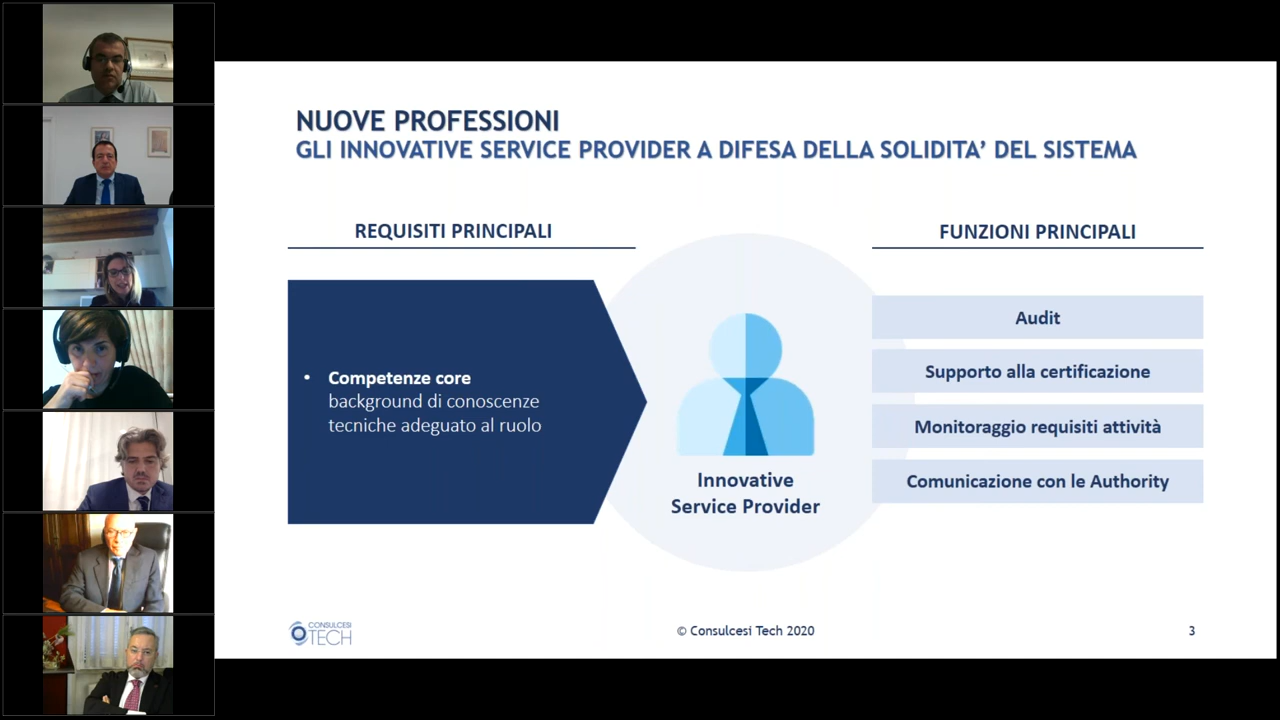 NUOVE PROFESSIONI
GLI INNOVATIVE SERVICE PROVIDER A DIFESA DELLA SOLIDITA’ DEL SISTEMA
REQUISITI PRINCIPALI
• Competenze core
background di conoscenze
tecniche adeguato al ruolo
Innovative
Service Provider
FUNZIONI PRINCIPALI
Audit
Supporto alla certificazione
Monitoraggio requisiti attività
Comunicazione con le Authority
CONSULCESI
TECH
© Consulcesi Tech 2020
3